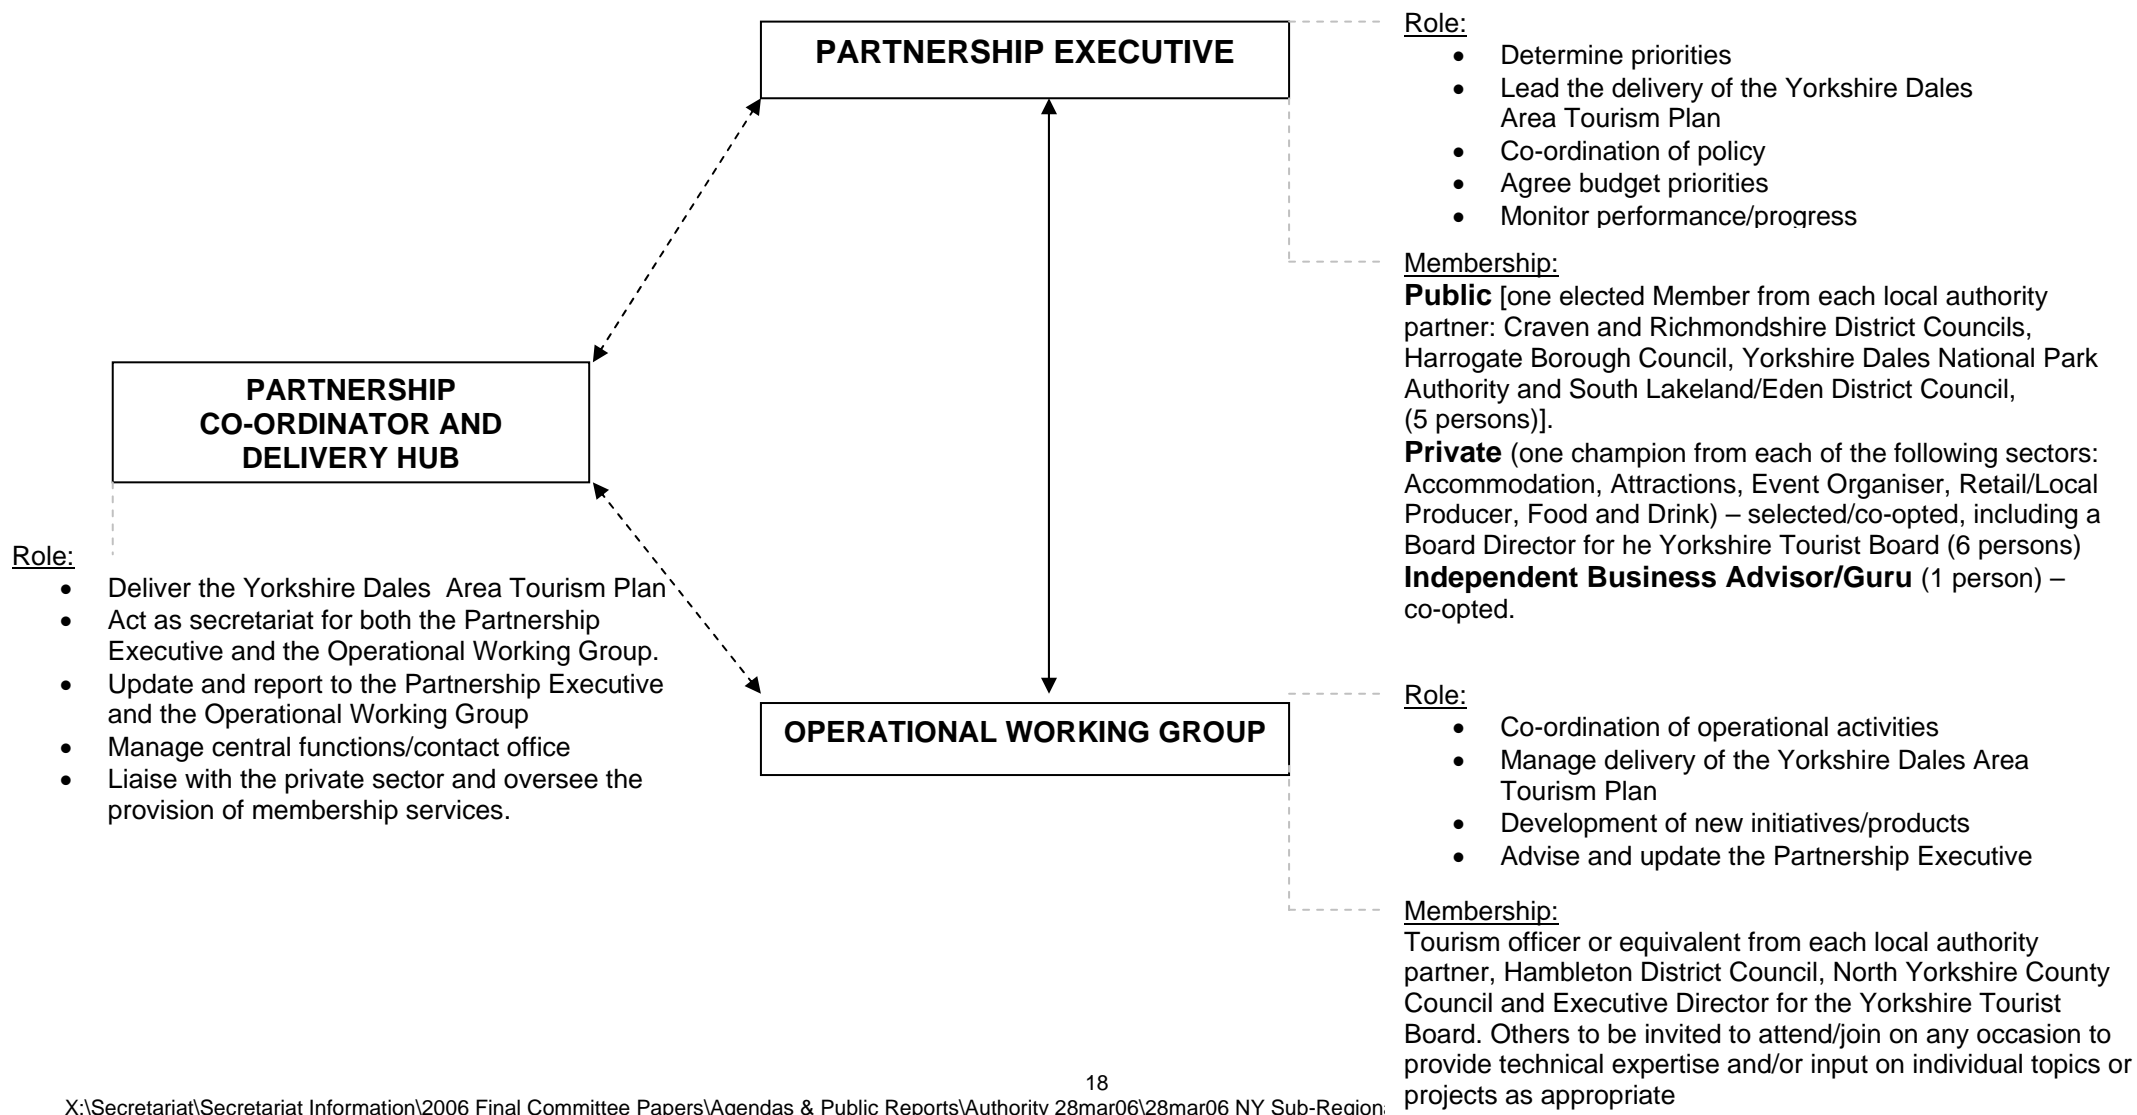 PARTNERSHIP EXECUTIVE
Role:
• Determine priorities
• Lead the delivery of the Yorkshire Dales
Area Tourism Plan
• Co-ordination of policy
• Agree budget priorities
• Monitor performance/progress
Membership:
Public [one elected Member from each local authority
partner: Craven and Richmondshire District Councils,
Harrogate Borough Council, Yorkshire Dales National Park
Authority and South Lakeland/Eden District Council,
(5 persons)].
Private (one champion from each of the following sectors:
Accommodation, Attractions, Event Organiser, Retail/Local
Producer, Food and Drink) – selected/co-opted, including a
Board Director for he Yorkshire Tourist Board (6 persons)
Independent Business Advisor/Guru (1 person) –
co-opted.
PARTNERSHIP
CO-ORDINATOR AND
DELIVERY HUB
Role:
• Deliver the Yorkshire Dales Area Tourism Plan
• Act as secretariat for both the Partnership
Executive and the Operational Working Group.
• Update and report to the Partnership Executive
and the Operational Working Group
• Manage central functions/contact office
• Liaise with the private sector and oversee the
provision of membership services.
OPERATIONAL WORKING GROUP
Role:
• Co-ordination of operational activities
• Manage delivery of the Yorkshire Dales Area
Tourism Plan
• Development of new initiatives/products
• Advise and update the Partnership Executive
Membership:
Tourism officer or equivalent from each local authority
partner, Hambleton District Council, North Yorkshire County
Council and Executive Director for the Yorkshire Tourist
Board. Others to be invited to attend/join on any occasion to
provide technical expertise and/or input on individual topics or
projects as appropriate
18
X:\Secretariat\Secretariat Information\2006 Final Committee Papers\Agendas & Public Reports\Authority 28mar06\28mar06 NY Sub-Regiona